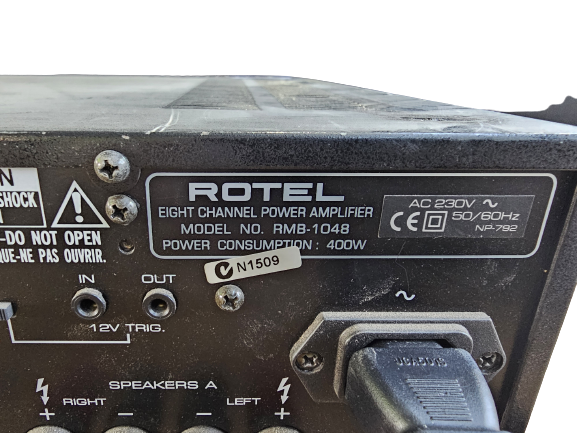 N
SHOCK
-DO NOT OPEN
QUE-NE PAS OUVRIR.
ROTEL
EIGHT CHANNEL POWER AMPLIFIER
MODEL NO. RMB-1048
POWER CONSUMPTION : 400W
AC 230V ~
CE 50/60Hz
NP-792
N1509
IN OUT
12V TRIG.
~
SPEAKERS A
+ RIGHT - - LEFT +